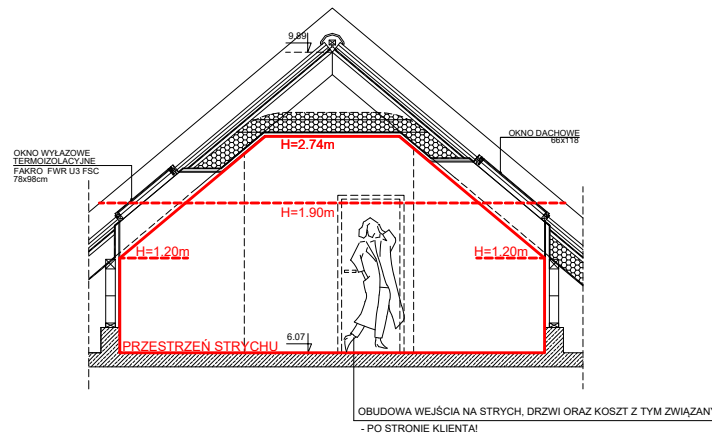 9.89
H=2.74m
OKNO DACHOWE
66x118
OKNO WYŁAZOWE
TERMOIZOLACYJNE
FAKRO FWR U3 FSC
78x98cm
H=1.90m
H=1.20m
H=1.20m
PRZESTRZEŃ STRYCHU
6.07
OBUDOWA WEJŚCIA NA STRYCH, DRZWI ORAZ KOSZT Z TYM ZWIĄZANY
- PO STRONIE KLIENTA!